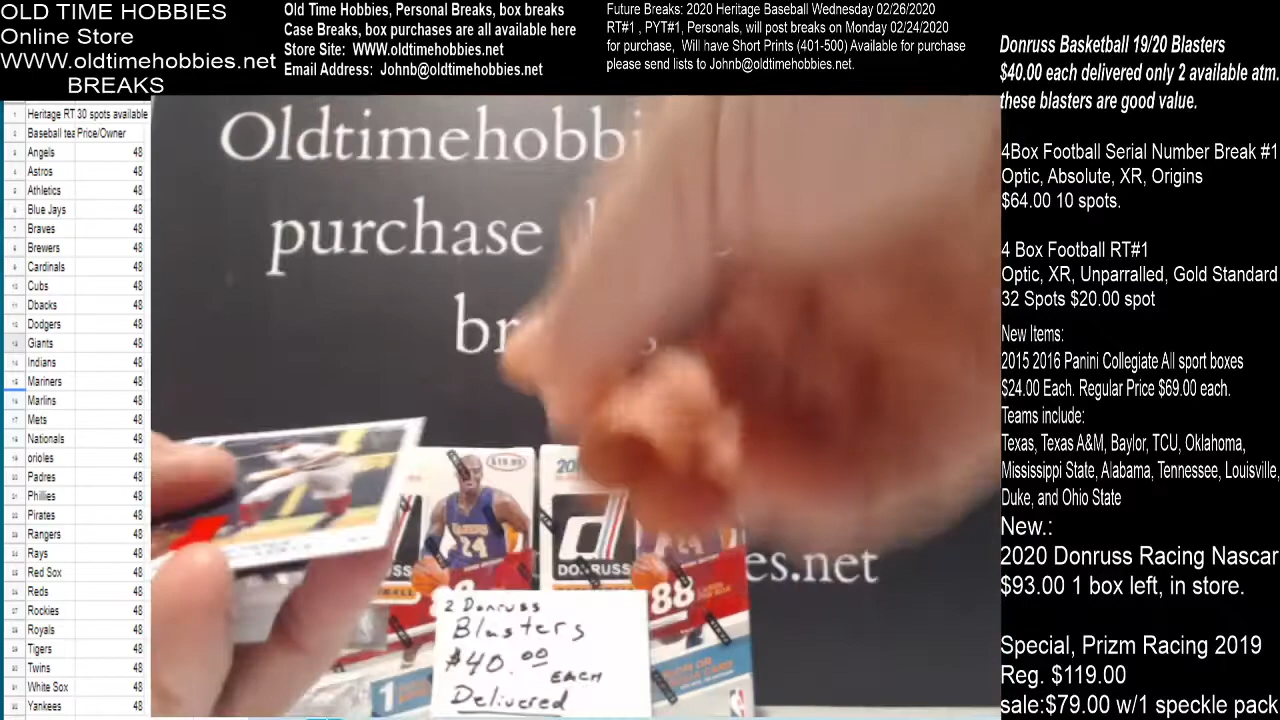 OLD TIME HOBBIES
Online Store
WWW.oldtimehobbies.net
BREAKS
Old Time Hobbies, Personal Breaks, box breaks
Case Breaks, box purchases are all available here
Store Site: WWW.oldtimehobbies.net
Email Address: Johnb@oldtimehobbies.net
Future Breaks: 2020 Heritage Baseball Wednesday 02/26/2020
RT#1 , PYT#1, Personals, will post breaks on Monday 02/24/2020
for purchase, Will have Short Prints (401-500) Available for purchase
please send lists to Johnb@oldtimehobbies.net.
Heritage RT 30 spots available
Baseball tea Price/Owner
Angels 48
Astros 48
Athletics 48
Blue Jays 48
Braves 48
Brewers 48
Cardinals 48
Cubs 48
Dbacks 48
Dodgers 48
Giants 48
Indians 48
Mariners 48
Marlins 48
Mets 48
Nationals 48
orioles 48
Padres 48
Phillies 48
Pirates 48
Rangers 48
Rays 48
Red Sox 48
Reds 48
Rockies 48
Royals 48
Tigers 48
Twins 48
White Sox 48
Yankees 48
Oldtimehobbi
purchase
br
es.net
$19.99
24
DONRUSS
88
88
1
2 Donruss
Blasters
$40.00
EACH
Delivered
Donruss Basketball 19/20 Blasters
$40.00 each delivered only 2 available atm.
these blasters are good value.
4Box Football Serial Number Break #1
Optic, Absolute, XR, Origins
$64.00 10 spots.
4 Box Football RT#1
Optic, XR, Unparralled, Gold Standard
32 Spots $20.00 spot
New Items:
2015 2016 Panini Collegiate All sport boxes
$24.00 Each. Regular Price $69.00 each.
Teams include:
Texas, Texas A&M, Baylor, TCU, Oklahoma,
Mississippi State, Alabama, Tennessee, Louisville,
Duke, and Ohio State
New.:
2020 Donruss Racing Nascar
$93.00 1 box left, in store.
Special, Prizm Racing 2019
Reg. $119.00
sale:$79.00 w/1 speckle pack